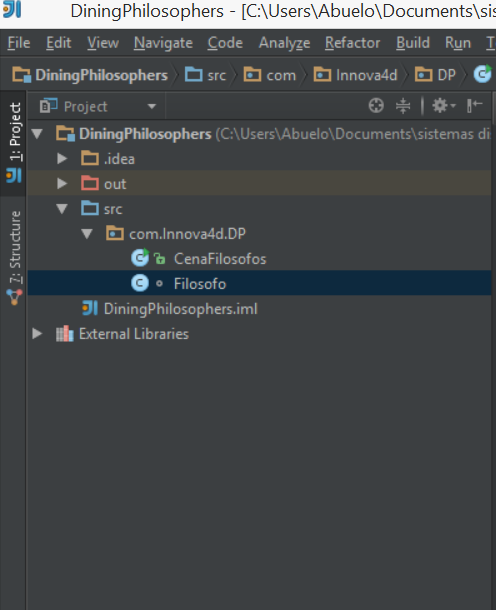 DiningPhilosophers - [C:\Users\Abuelo\Documents\sis
File Edit View Navigate Code Analyze Refactor Build Run T
DiningPhilosophers src com Innova4d DP
1: Project
Project
DiningPhilosophers (C:\Users\Abuelo\Documents\sistemas di
.idea
out
src
7: Structure
com.Innova4d.DP
CenaFilosofos
Filosofo
DiningPhilosophers.iml
External Libraries